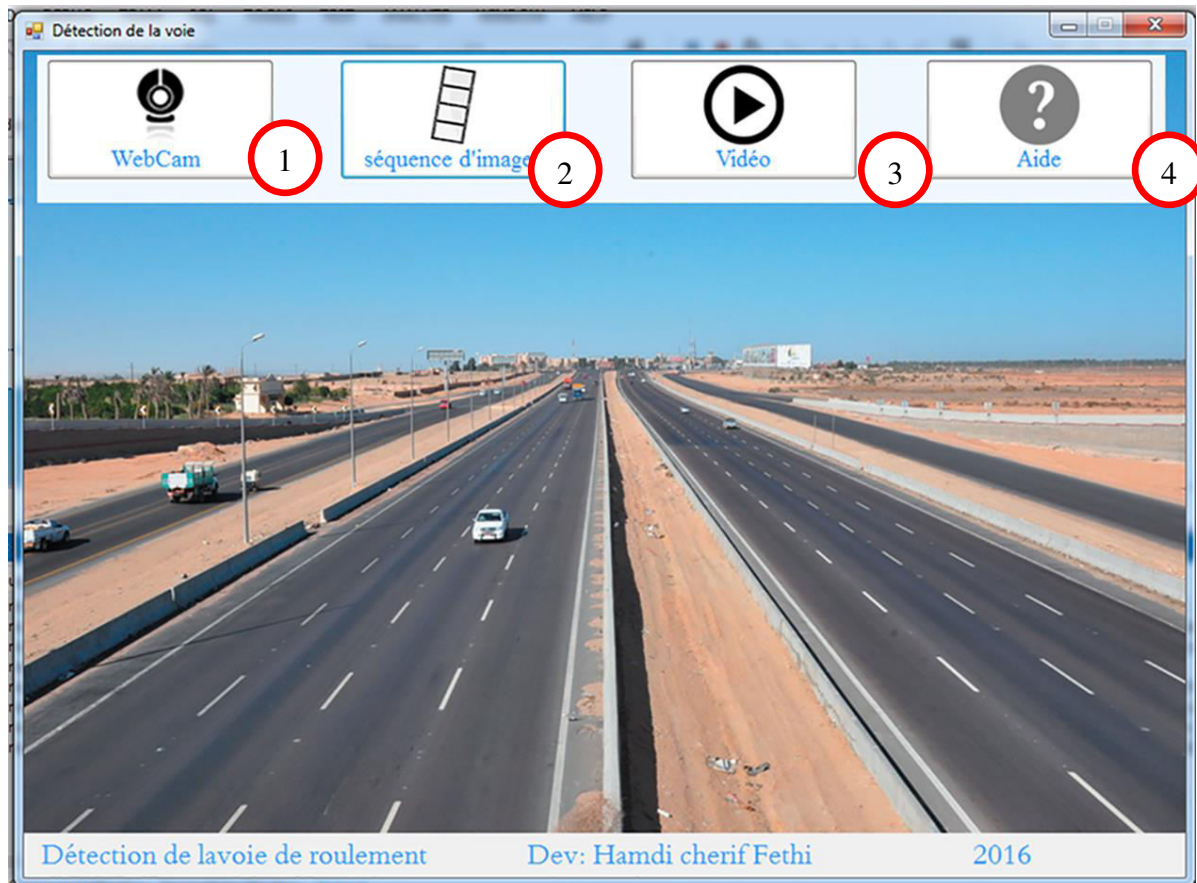 Détection de la voie
WebCam
1
séquence d'image
2
Vidéo
3
Aide
4
Détection de lavoie de roulement Dev: Hamdi cherif Fethi 2016